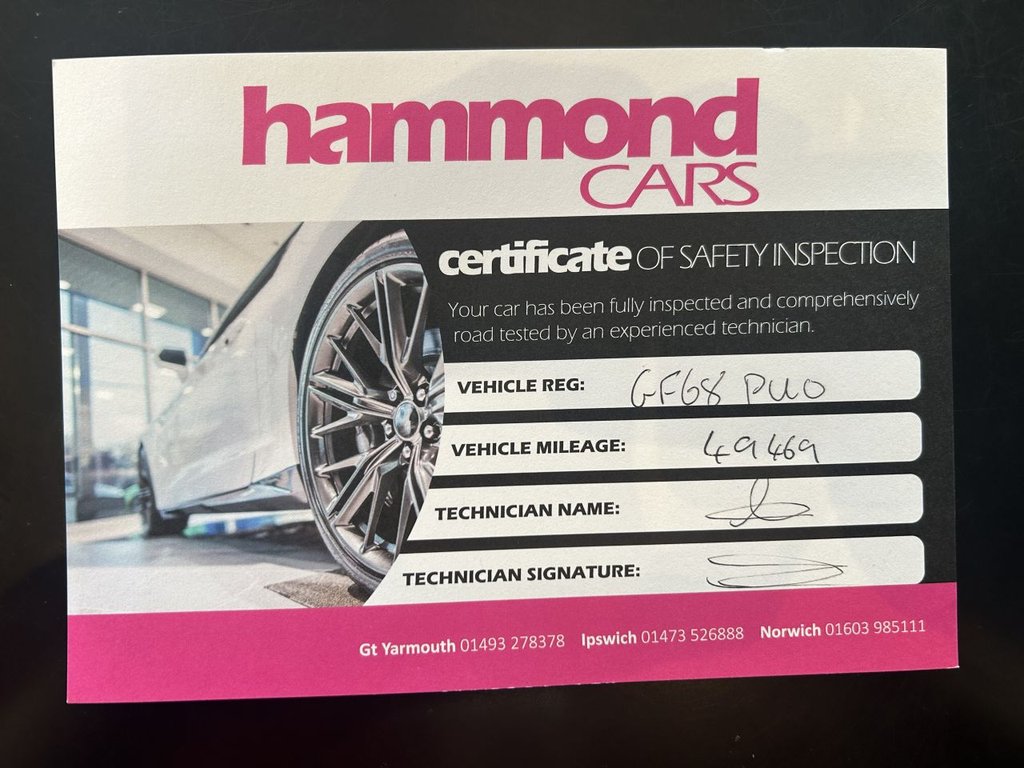 hammond
CARS
certificate OF SAFETY INSPECTION
Your car has been fully inspected and comprehensively
road tested by an experienced technician.
VEHICLE REG: GF68 PUO
VEHICLE MILEAGE: 49469
TECHNICIAN NAME:
TECHNICIAN SIGNATURE:
Gt Yarmouth 01493 278378 Ipswich 01473 526888 Norwich 01603 985111